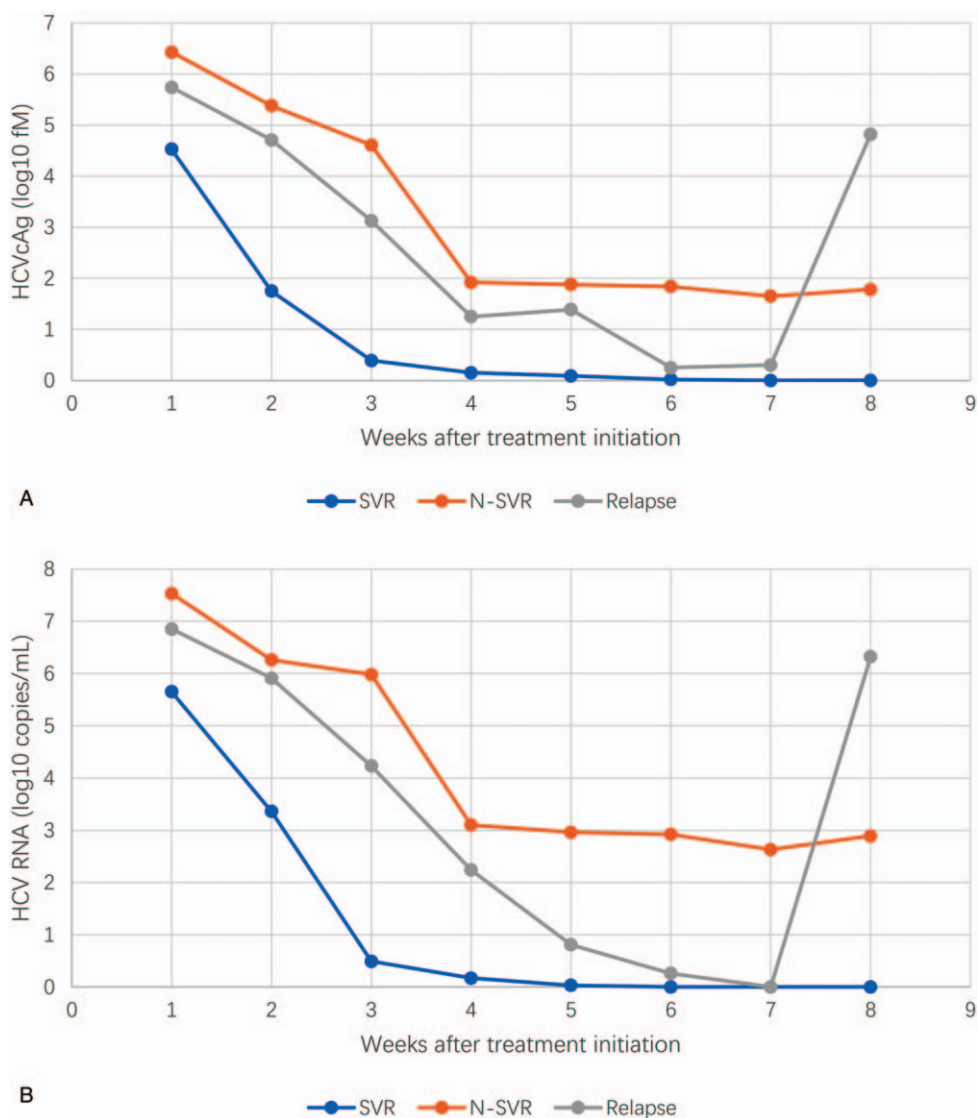 7
6
5
4
3
2
1
0
HCVcAg (log10 fM)
0 1 2 3 4 5 6 7 8 9
Weeks after treatment initiation
A
SVR N-SVR Relapse
8
7
6
5
4
3
2
1
0
HCV RNA (log10 copies/mL)
0 1 2 3 4 5 6 7 8 9
Weeks after treatment initiation
B
SVR N-SVR Relapse